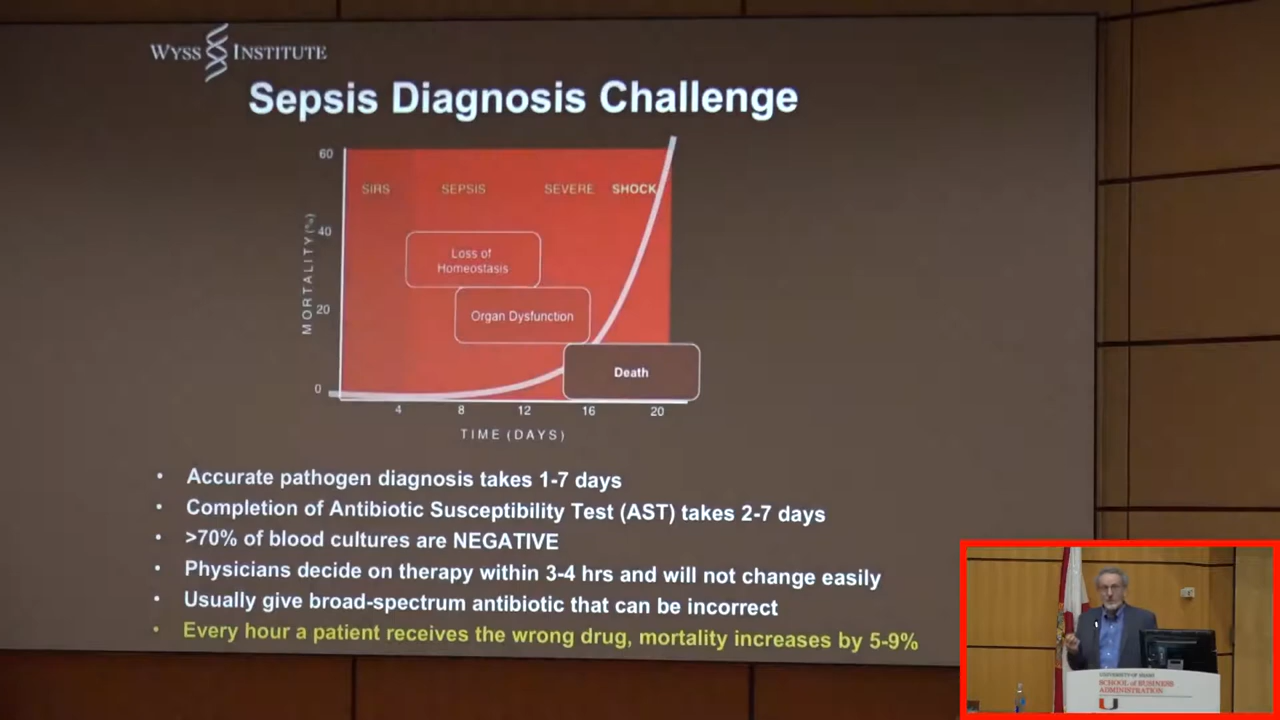 WYSS INSTITUTE
Sepsis Diagnosis Challenge
60
SIRS SEPSIS SEVERE SHOCK
MORTALITY(%)
40
Loss of
Homeostasis
20
Organ Dysfunction
Death
0
4 8 12 16 20
TIME (DAYS)
• Accurate pathogen diagnosis takes 1-7 days
• Completion of Antibiotic Susceptibility Test (AST) takes 2-7 days
• >70% of blood cultures are NEGATIVE
• Physicians decide on therapy within 3-4 hrs and will not change easily
• Usually give broad-spectrum antibiotic that can be incorrect
• Every hour a patient receives the wrong drug, mortality increases by 5-9%
UNIVERSITY OF MIAMI
SCHOOL of BUSINESS
ADMINISTRATION